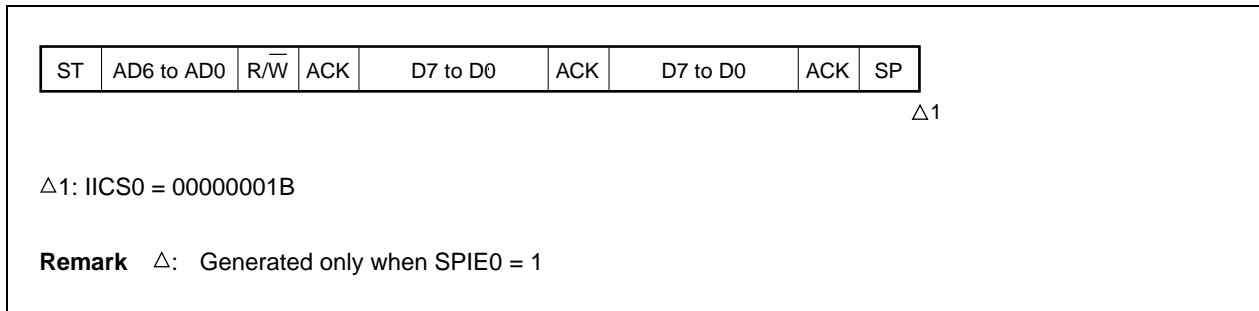 ST AD6 to AD0 R/W̅ ACK D7 to D0 ACK D7 to D0 ACK SP
△1
△1: IICS0 = 00000001B
Remark △: Generated only when SPIE0 = 1